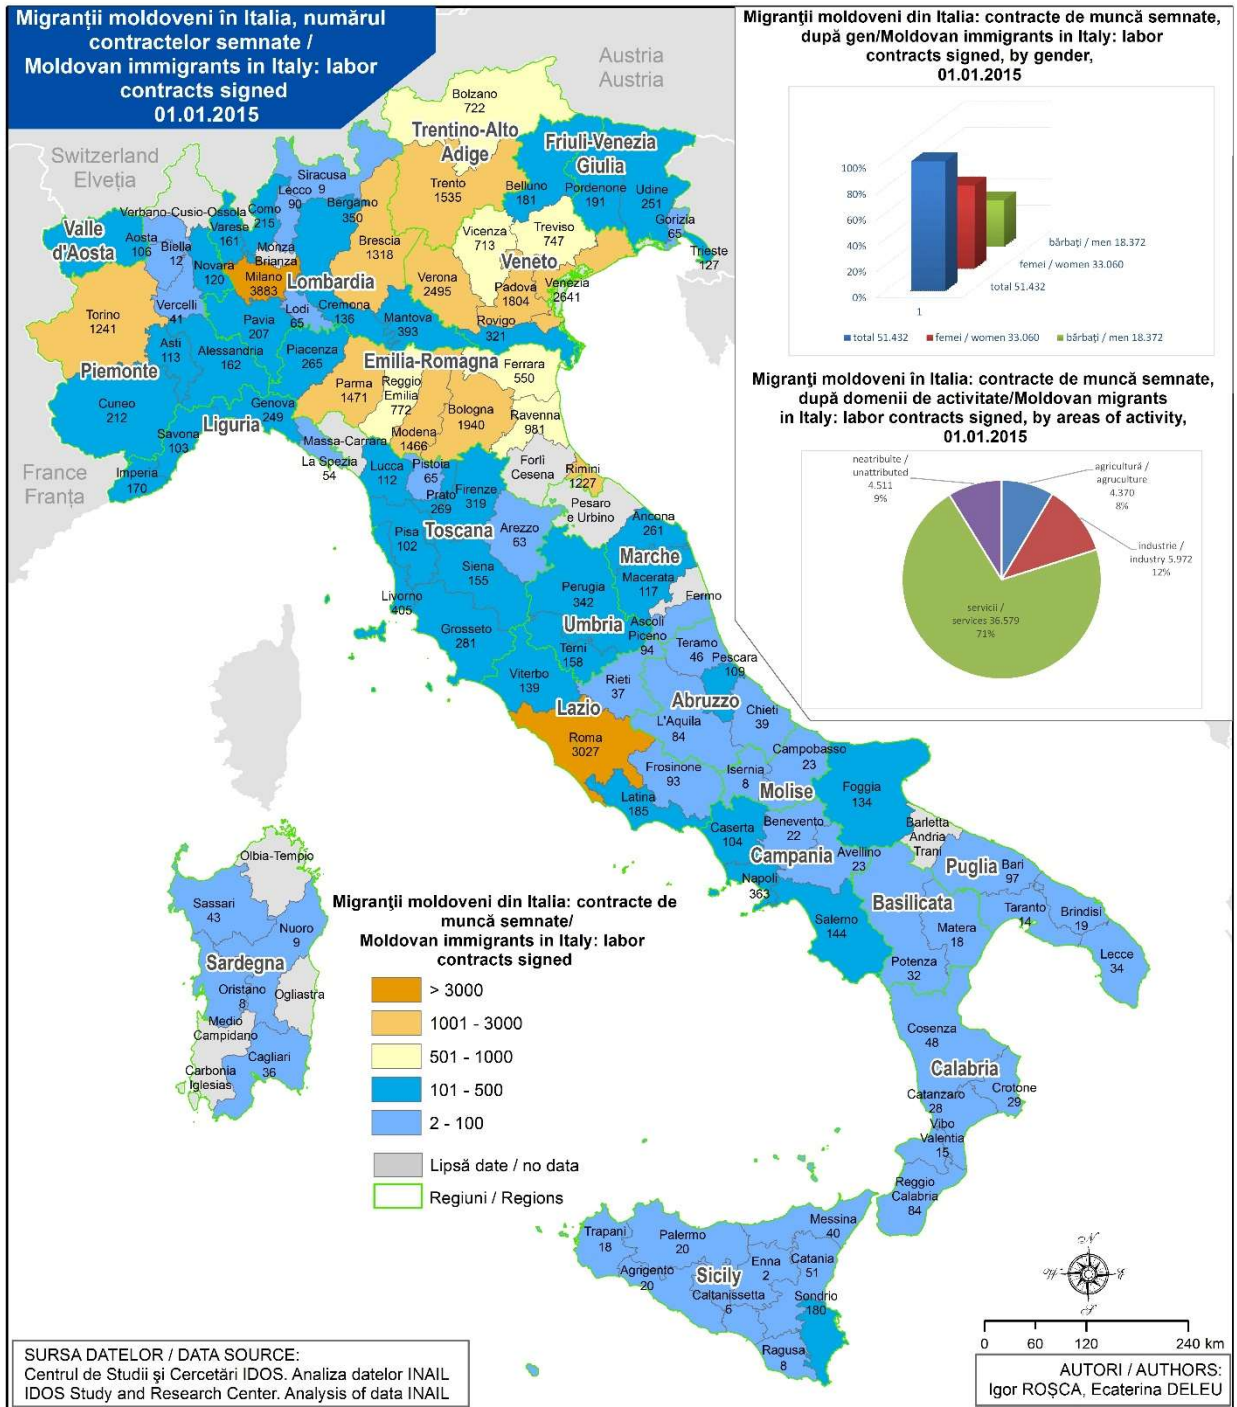 Migranții moldoveni în Italia, numărul
contractelor semnate /
Moldovan immigrants in Italy: labor
contracts signed
01.01.2015
Migranţii moldoveni din Italia: contracte de muncă semnate,
după gen/Moldovan immigrants in Italy: labor
contracts signed, by gender,
01.01.2015
100%
80%
60%
40%
20%
0%
1
bărbați / men 18.372
femei / women 33.060
total 51.432
total 51.432
femei / women 33.060
bărbați / men 18.372
Migranţi moldoveni în Italia: contracte de muncă semnate,
după domenii de activitate/Moldovan migrants
in Italy: labor contracts signed, by areas of activity,
01.01.2015
neatribuite /
unattributed
4.511
9%
agricultură /
agruculture
4.370
8%
industrie /
industry 5.972
12%
servicii /
services 36.579
71%
Austria
Austria
Switzerland
Elveția
France
Franța
Bolzano
722
Trentino-Alto
Adige
Friuli-Venezia
Giulia
Trento
1535
Belluno
181
Pordenone
191
Udine
251
Gorizia
65
Trieste
127
Siracusa
9
Lecco
90
Bergamo
350
Verbano-Cusio-Ossola
Como
215
Varese
161
Valle
d'Aosta
Aosta
106
Biella
12
Novara
120
Monza
Brianza
Milano
3883
Lombardia
Brescia
1318
Vicenza
713
Treviso
747
Veneto
Verona
2495
Padova
1804
Venezia
2641
Rovigo
321
Torino
1241
Vercelli
41
Pavia
207
Lodi
65
Cremona
136
Mantova
393
Asti
113
Alessandria
162
Piacenza
265
Piemonte
Cuneo
212
Emilia-Romagna
Ferrara
550
Parma
1471
Reggio
Emilia
772
Modena
1466
Bologna
1940
Ravenna
981
Genova
249
Liguria
Savona
103
Imperia
170
Massa-Carrara
La Spezia
54
Lucca
112
Pistoia
65
Prato
269
Firenze
319
Forli
Cesena
Rimini
1227
Pesaro
e Urbino
Ancona
261
Toscana
Arezzo
63
Pisa
102
Siena
155
Marche
Macerata
117
Fermo
Livorno
405
Perugia
342
Umbria
Ascoli
Piceno
94
Grosseto
281
Terni
158
Teramo
46
Pescara
109
Viterbo
139
Rieti
37
Abruzzo
Chieti
39
Lazio
L'Aquila
84
Roma
3027
Frosinone
93
Isernia
8
Campobasso
23
Molise
Latina
185
Foggia
134
Caserta
104
Benevento
22
Barletta
Andria
Trani
Campania
Avellino
23
Puglia
Bari
97
Napoli
363
Salerno
144
Basilicata
Matera
18
Potenza
32
Taranto
14
Brindisi
19
Lecce
34
Cosenza
48
Calabria
Crotone
29
Catanzaro
28
Vibo
Valentia
15
Reggio
Calabria
84
Olbia-Tempio
Sassari
43
Nuoro
9
Sardegna
Oristano
8
Ogliastra
Medio
Campidano
Cagliari
36
Carbonia
Iglesias
Messina
40
Trapani
18
Palermo
20
Enna
2
Catania
51
Agrigento
20
Sicily
Caltanissetta
6
Sondrio
180
Ragusa
8
Migranţii moldoveni din Italia: contracte de
muncă semnate/
Moldovan immigrants in Italy: labor
contracts signed
> 3000
1001 - 3000
501 - 1000
101 - 500
2 - 100
Lipsă date / no data
Regiuni / Regions
0 60 120 240 km
SURSA DATELOR / DATA SOURCE:
Centrul de Studii şi Cercetări IDOS. Analiza datelor INAIL
IDOS Study and Research Center. Analysis of data INAIL
AUTORI / AUTHORS:
Igor ROŞCA, Ecaterina DELEU